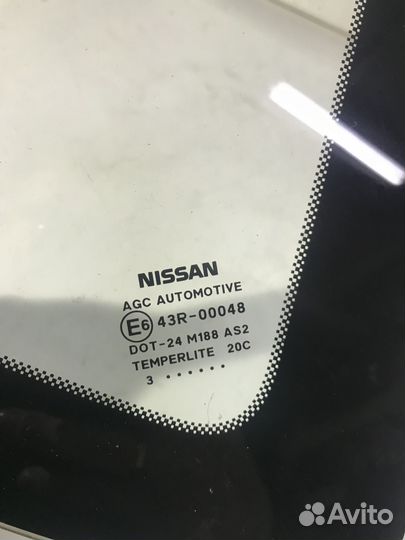 NISSAN
AGC AUTOMOTIVE
E6 43R-00048
DOT-24 M188 AS2
TEMPERLITE 20C
3 • • • • • •
Avito